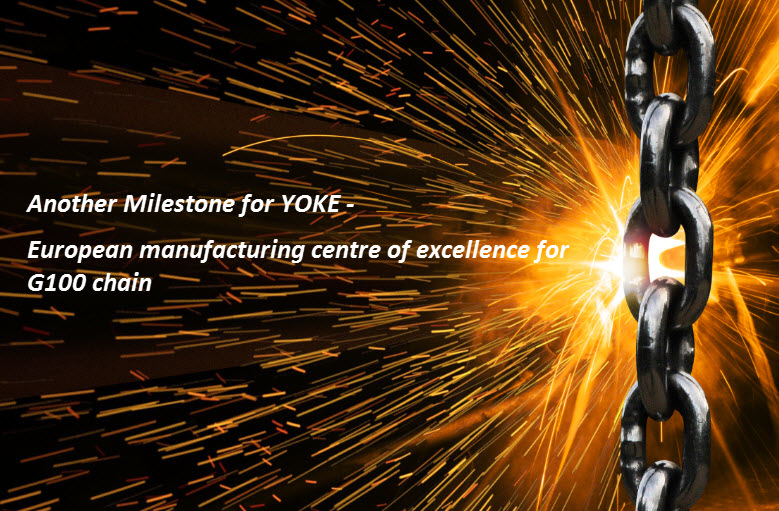 Another Milestone for YOKE -
European manufacturing centre of excellence for
G100 chain